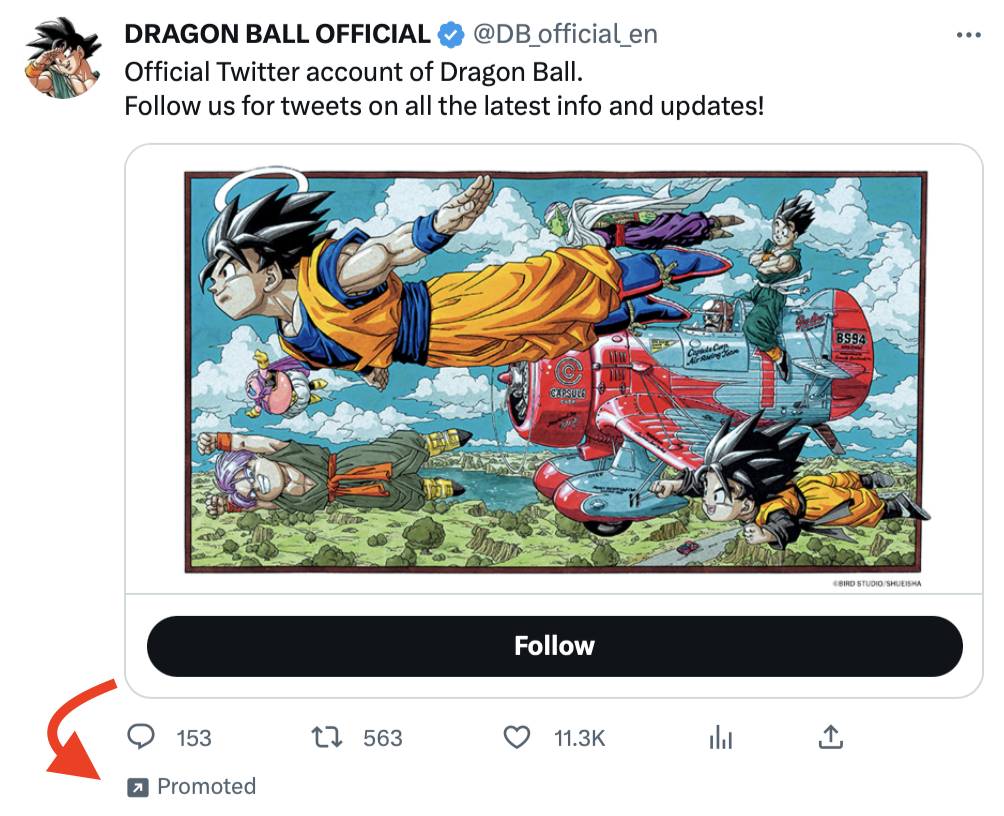 DRAGON BALL OFFICIAL @DB_official_en
Official Twitter account of Dragon Ball.
Follow us for tweets on all the latest info and updates!
Capsule Corp.
Air Racing Team
BS94
CAPSULE
CORP.
©BIRD STUDIO/SHUEISHA
Follow
153 563 11.3K
Promoted